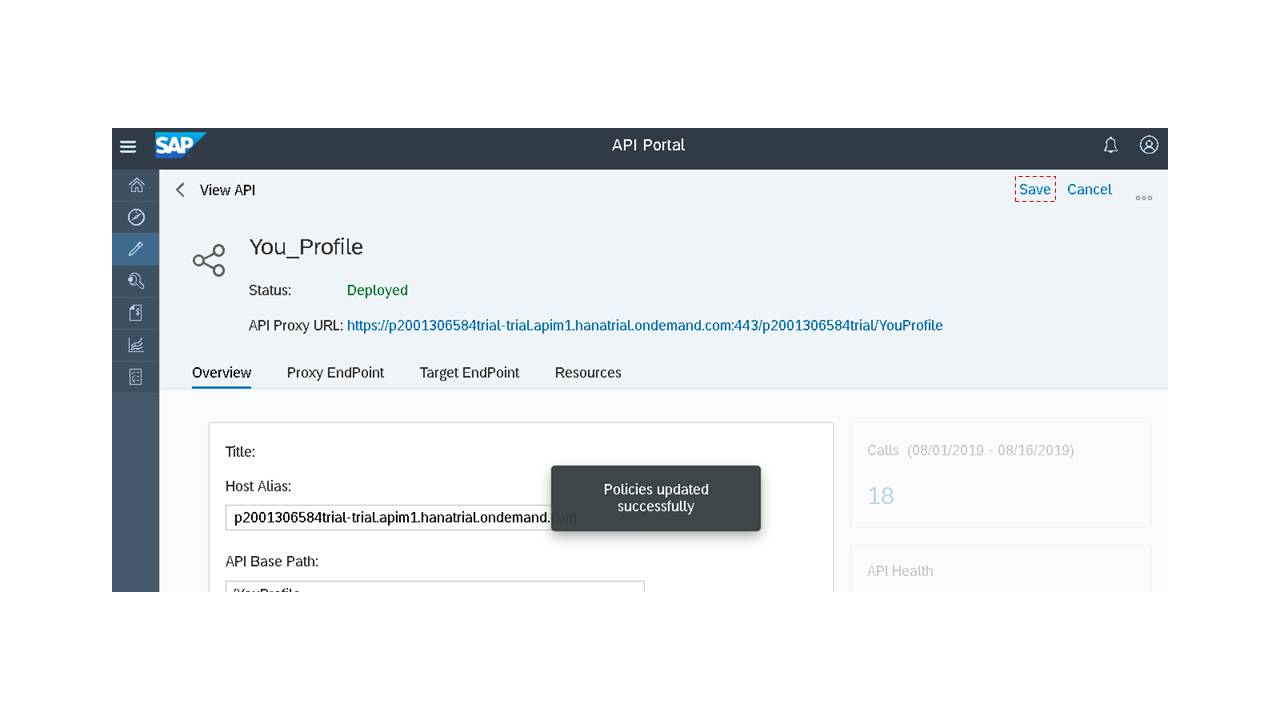 SAP
API Portal
View API
Save Cancel
You_Profile
Status: Deployed
API Proxy URL: https://p2001306584trial-trial.apim1.hanatrial.ondemand.com:443/p2001306584trial/YouProfile
Overview Proxy EndPoint Target EndPoint Resources
Title:
Host Alias:
p2001306584trial-trial.apim1.hanatrial.ondemand.com
API Base Path:
/YouProfile
Policies updated
successfully
Calls (08/01/2019 - 08/16/2019)
18
API Health